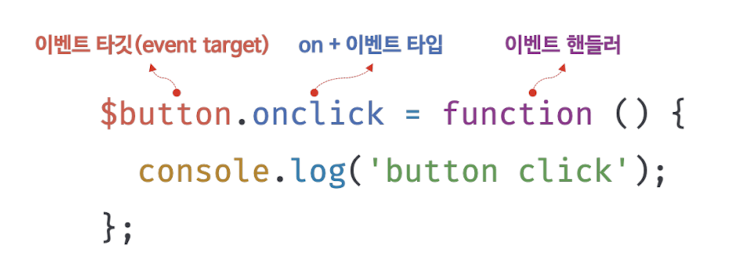 이벤트 타깃(event target) on + 이벤트 타입 이벤트 핸들러
$button.onclick = function () {
  console.log('button click');
};